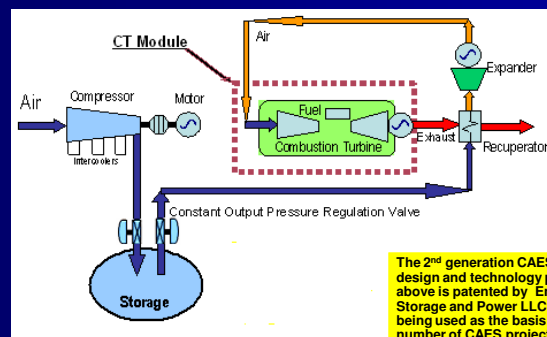 CT Module
Air
Compressor
Motor
Air
Intercoolers
Fuel
Combustion Turbine
Exhaust
Expander
Recuperator
Constant Output Pressure Regulation Valve
Storage
The 2nd generation CAES
design and technology p
above is patented by En
Storage and Power LLC
being used as the basis
number of CAES project